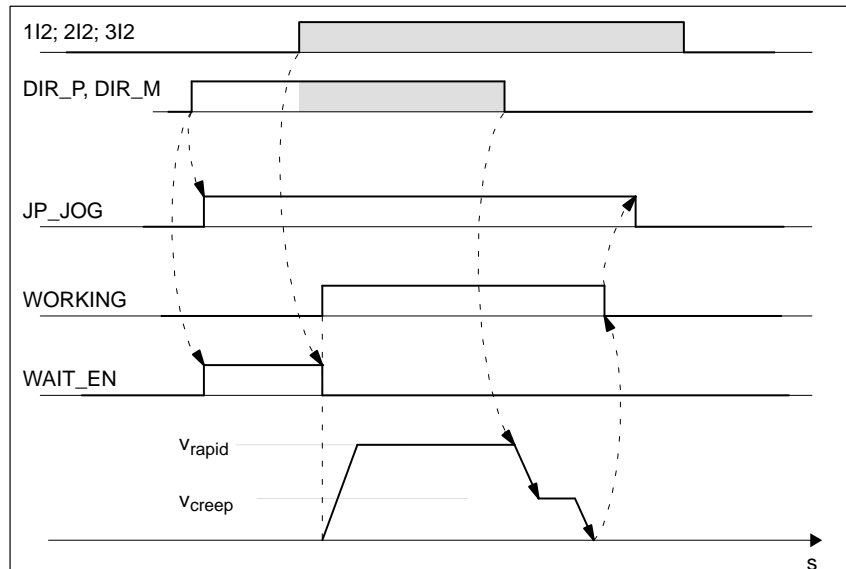 1I2; 2I2; 3I2
DIR_P, DIR_M
JP_JOG
WORKING
WAIT_EN
vrapid
vcreep
s